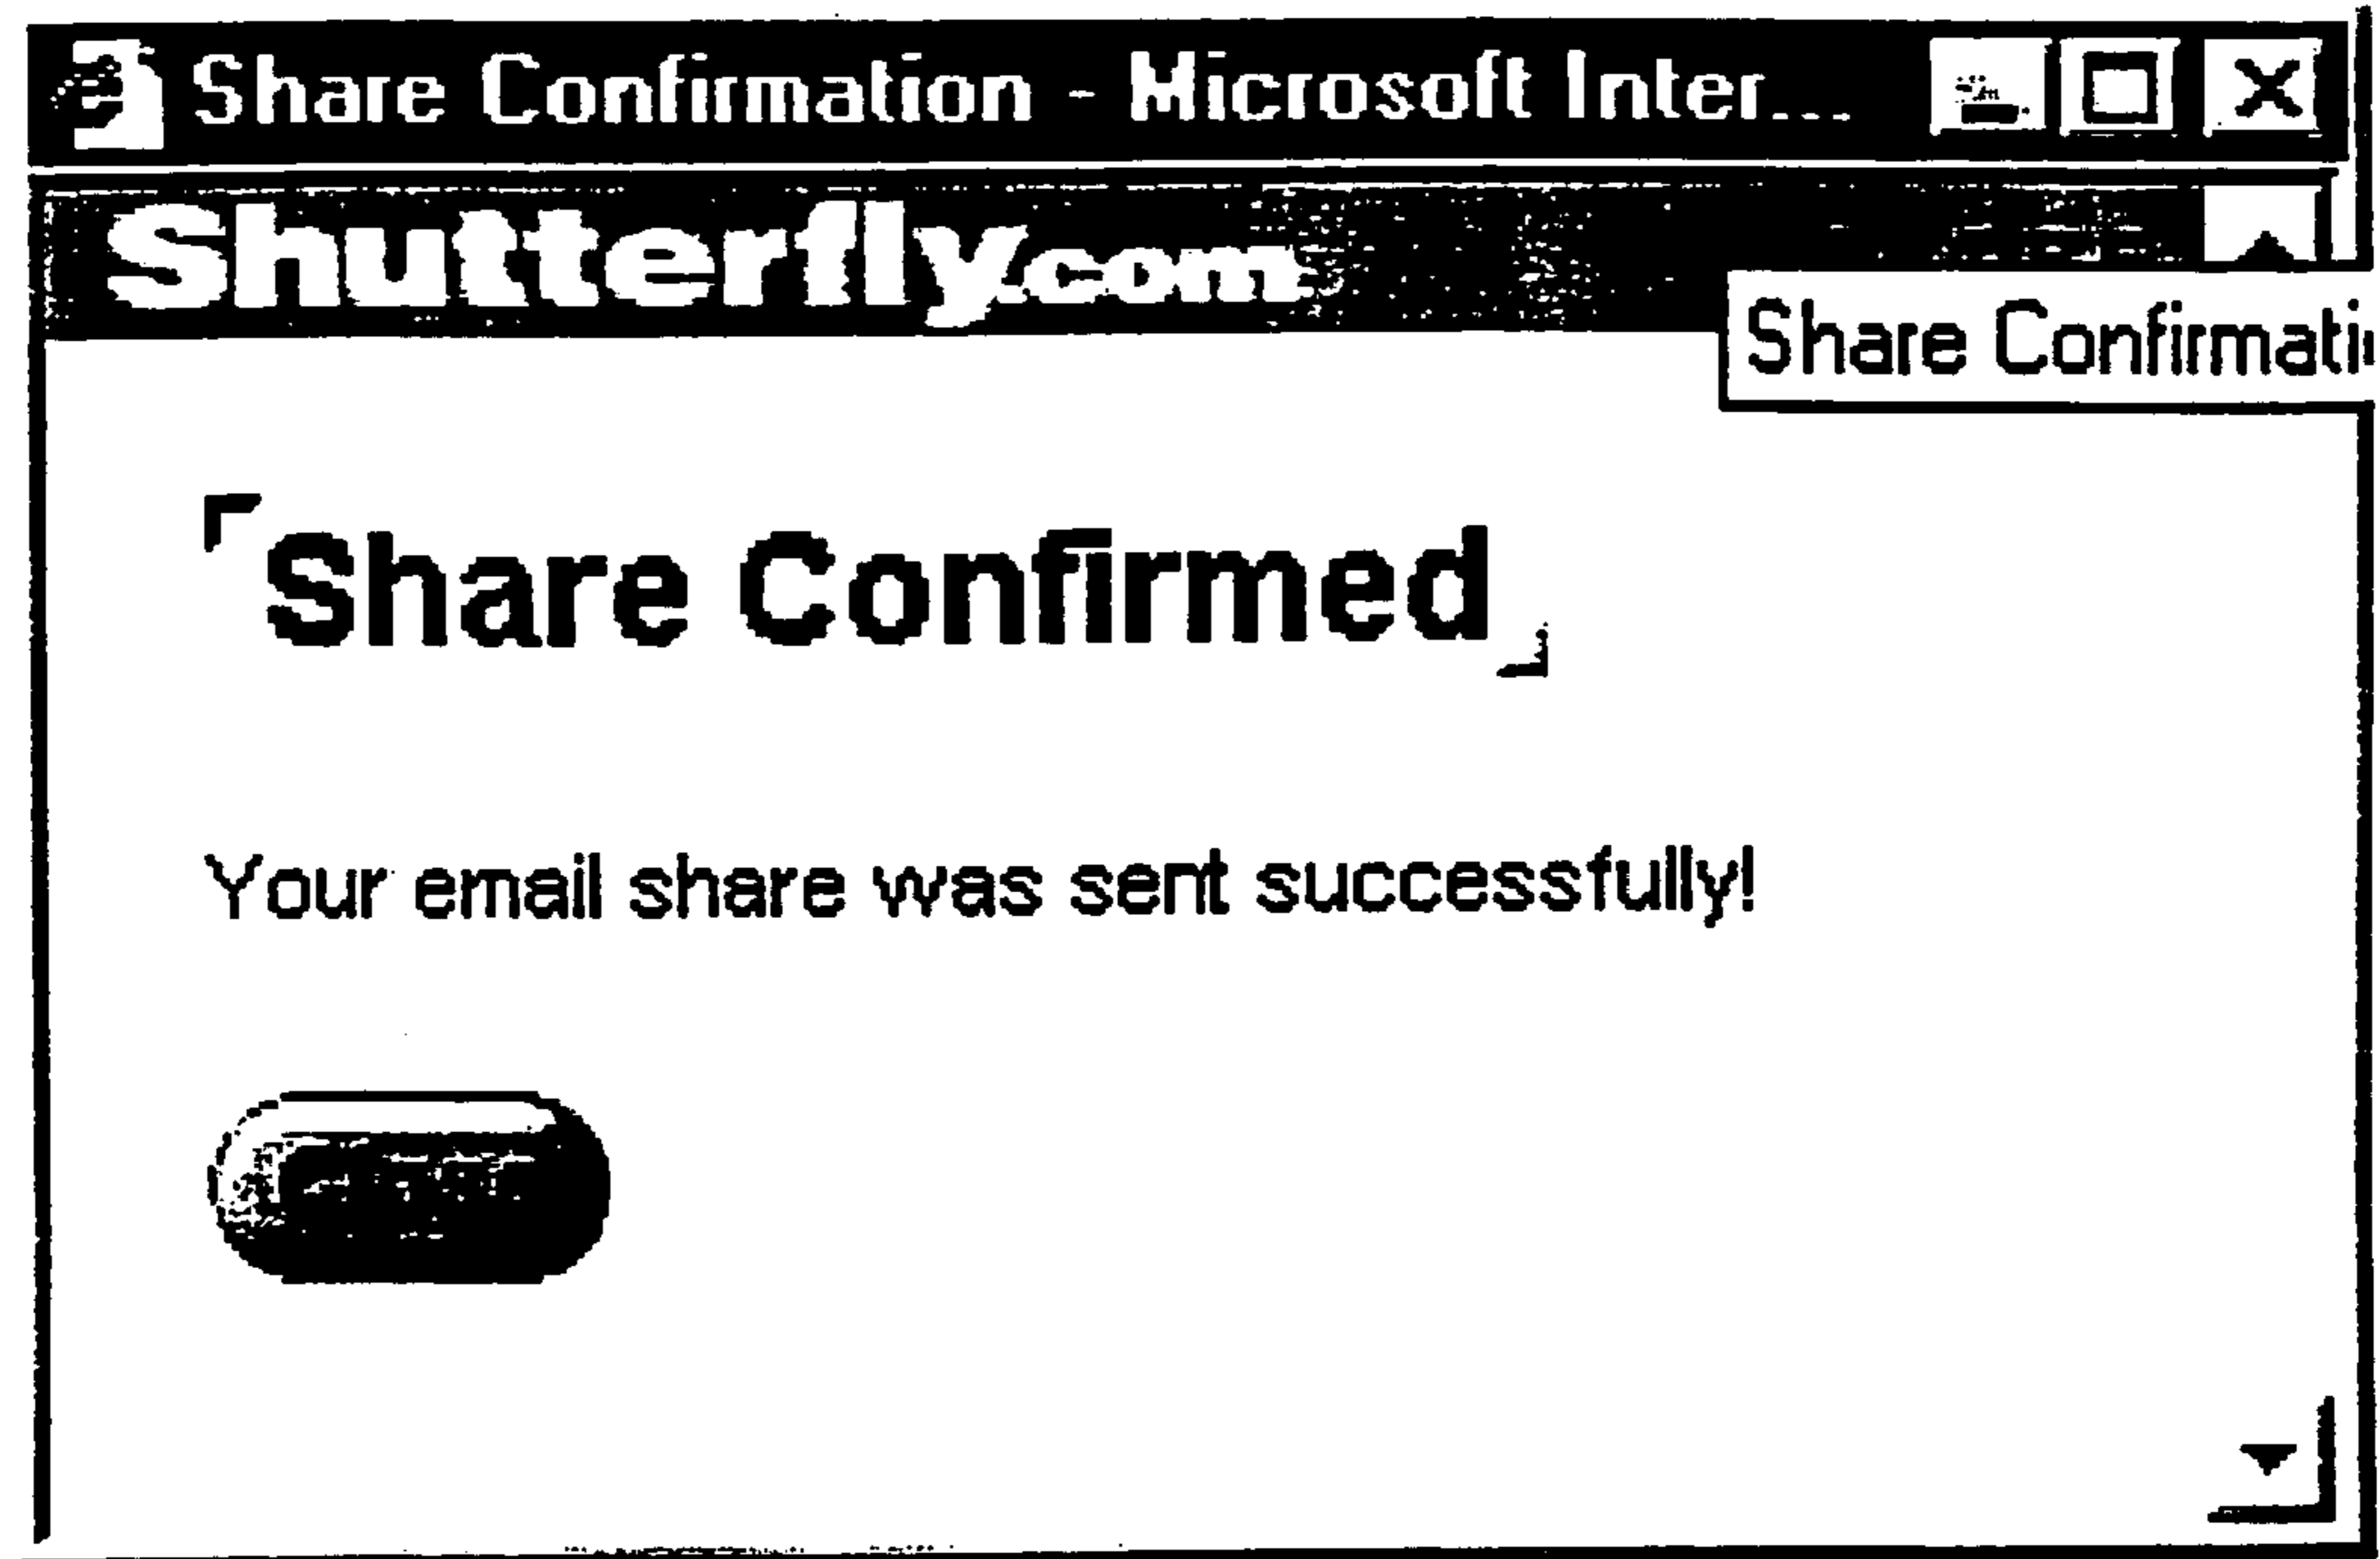 Share Confirmation - Microsoft Inter...
Shutterfly.com
Share Confirmati
Share Confirmed
Your email share was sent successfully!